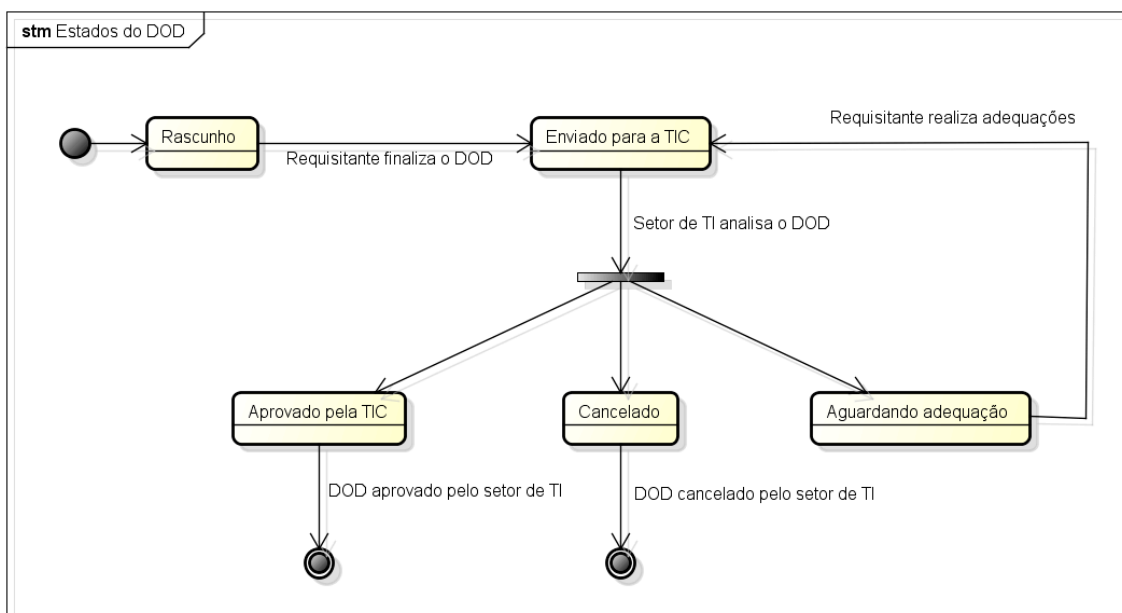 stm Estados do DOD
Requisitante realiza adequações
Rascunho
Enviado para a TIC
Requisitante finaliza o DOD
Setor de TI analisa o DOD
Aprovado pela TIC
Cancelado
Aguardando adequação
DOD aprovado pelo setor de TI
DOD cancelado pelo setor de TI